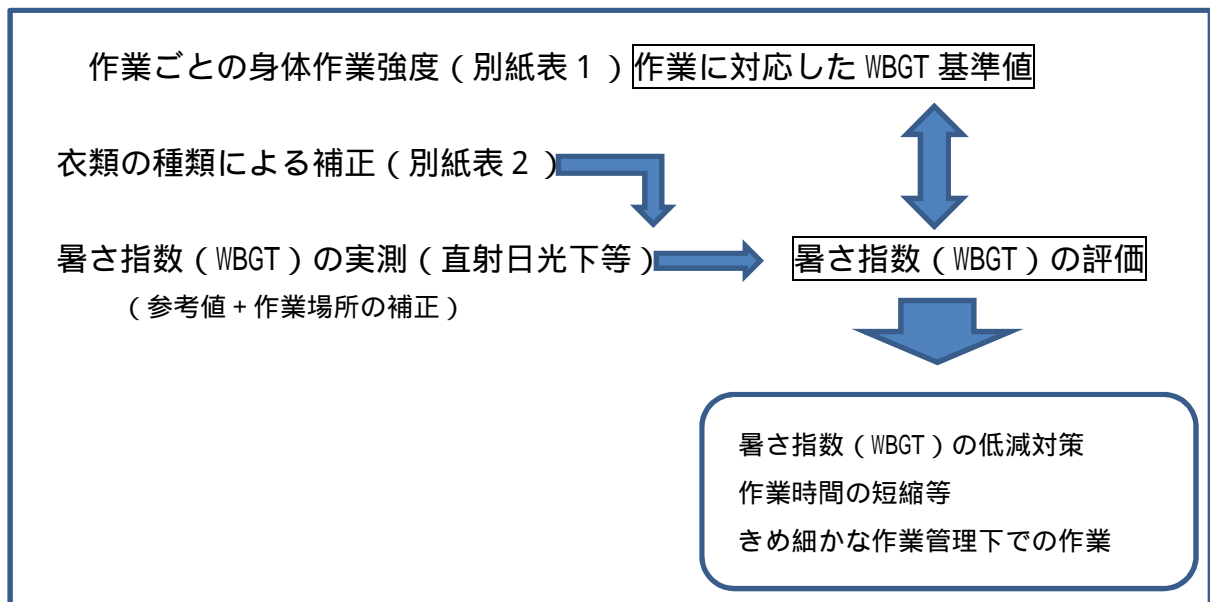 作業ごとの身体作業強度（別紙表１）作業に対応した WBGT 基準値
衣類の種類による補正（別紙表２）
暑さ指数（WBGT）の実測（直射日光下等） 暑さ指数（WBGT）の評価
（参考値＋作業場所の補正）
暑さ指数（WBGT）の低減対策
作業時間の短縮等
きめ細かな作業管理下での作業